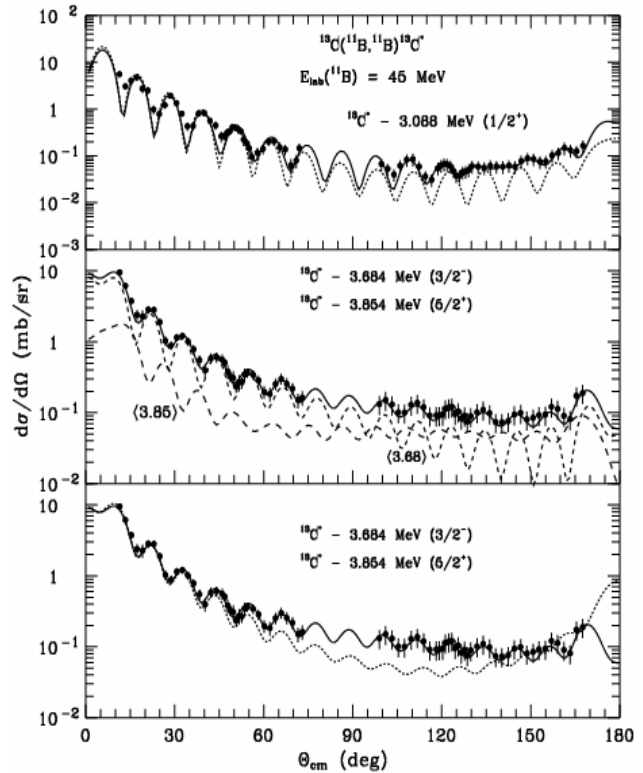 10²
¹³C(¹¹B,¹¹B)¹³C*
10
E_lab(¹¹B) = 45 MeV
1
¹³C* − 3.088 MeV (1/2⁺)
10⁻¹
10⁻²
10⁻³
10
¹³C* − 3.684 MeV (3/2⁻)
¹³C* − 3.854 MeV (5/2⁺)
1
10⁻¹
⟨3.85⟩
⟨3.68⟩
10⁻²
dσ/dΩ (mb/sr)
10
¹³C* − 3.684 MeV (3/2⁻)
¹³C* − 3.854 MeV (5/2⁺)
1
10⁻¹
10⁻²
0 30 60 90 120 150 180
Θ_cm (deg)